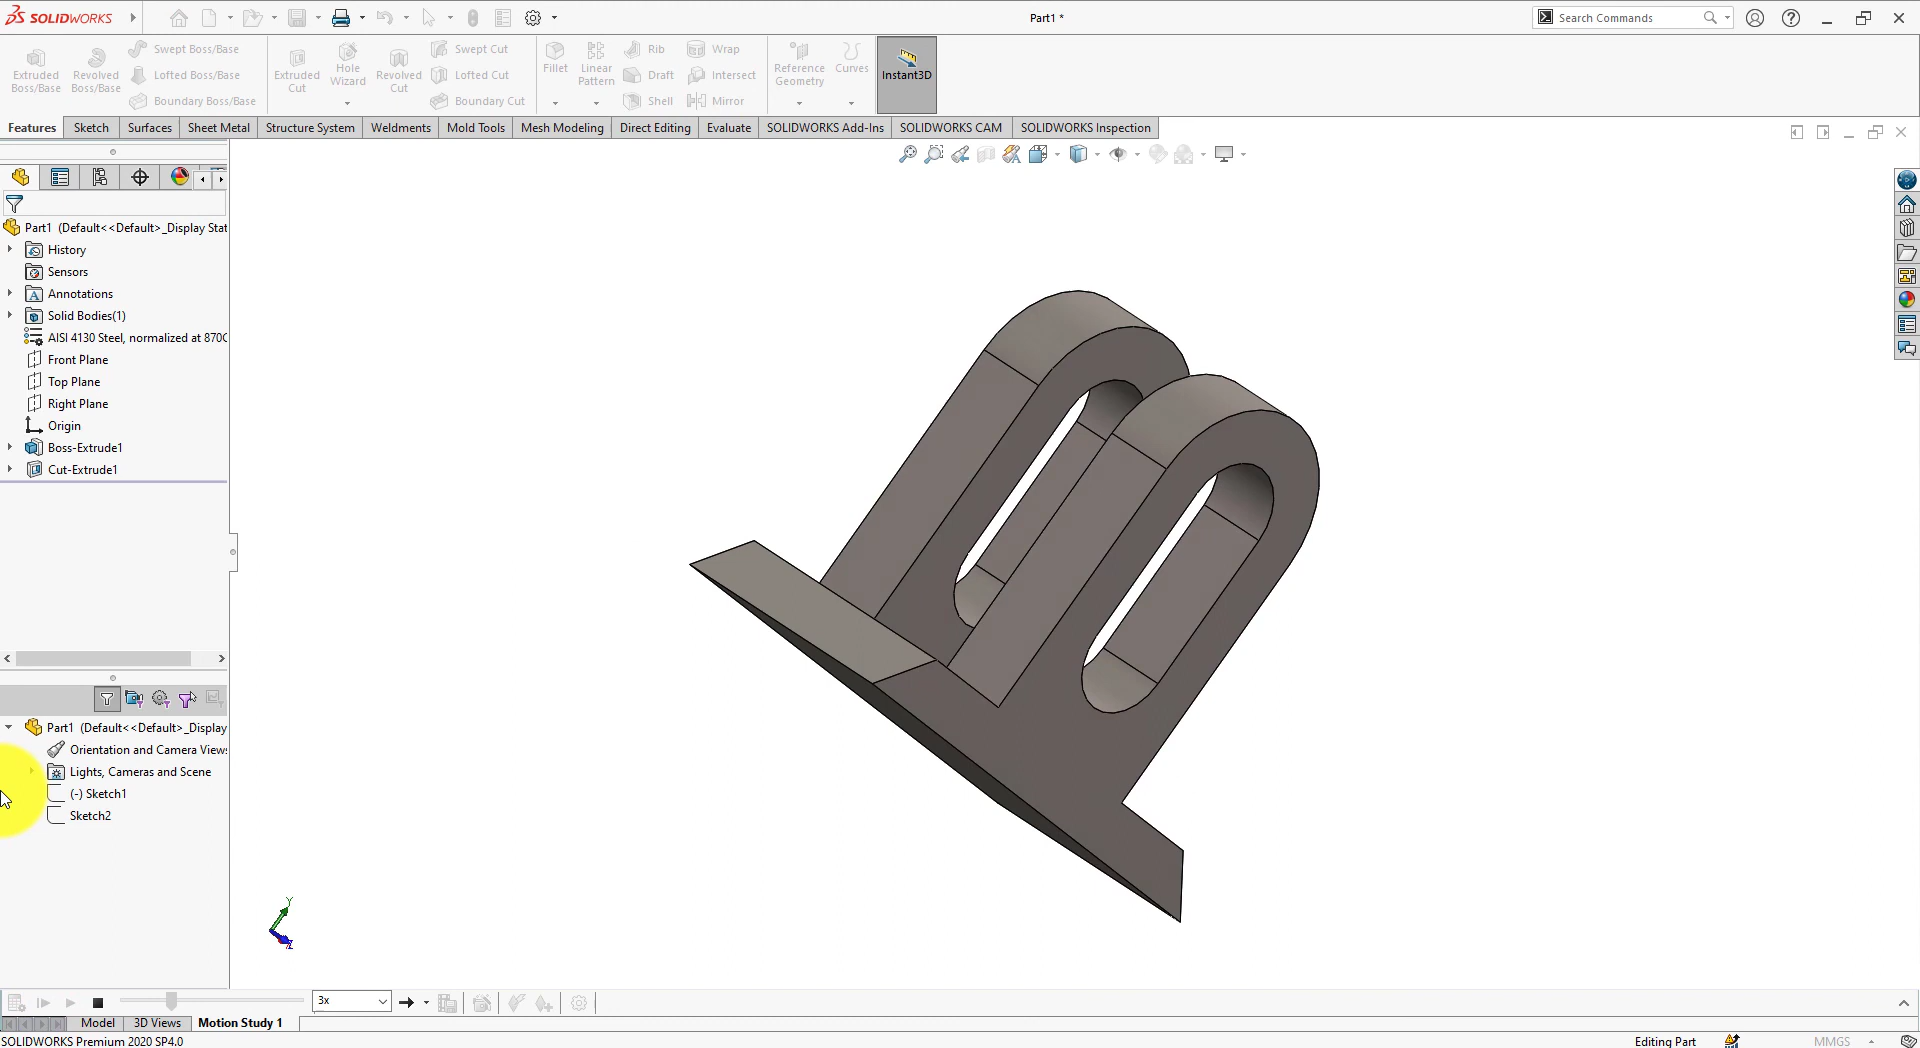 SOLIDWORKS
Part1 *
Search Commands
Extruded Boss/Base
Revolved Boss/Base
Swept Boss/Base
Lofted Boss/Base
Boundary Boss/Base
Extruded Cut
Hole Wizard
Revolved Cut
Swept Cut
Lofted Cut
Boundary Cut
Fillet
Linear Pattern
Rib
Draft
Shell
Wrap
Intersect
Mirror
Reference Geometry
Curves
Instant3D
Features
Sketch
Surfaces
Sheet Metal
Structure System
Weldments
Mold Tools
Mesh Modeling
Direct Editing
Evaluate
SOLIDWORKS Add-Ins
SOLIDWORKS CAM
SOLIDWORKS Inspection
Part1 (Default<<Default>_Display Stat
History
Sensors
Annotations
Solid Bodies(1)
AISI 4130 Steel, normalized at 870C
Front Plane
Top Plane
Right Plane
Origin
Boss-Extrude1
Cut-Extrude1
Part1 (Default<<Default>_Display
Orientation and Camera Views
Lights, Cameras and Scene
(-) Sketch1
Sketch2
Y
Z
3x
Model
3D Views
Motion Study 1
SOLIDWORKS Premium 2020 SP4.0
Editing Part
MMGS